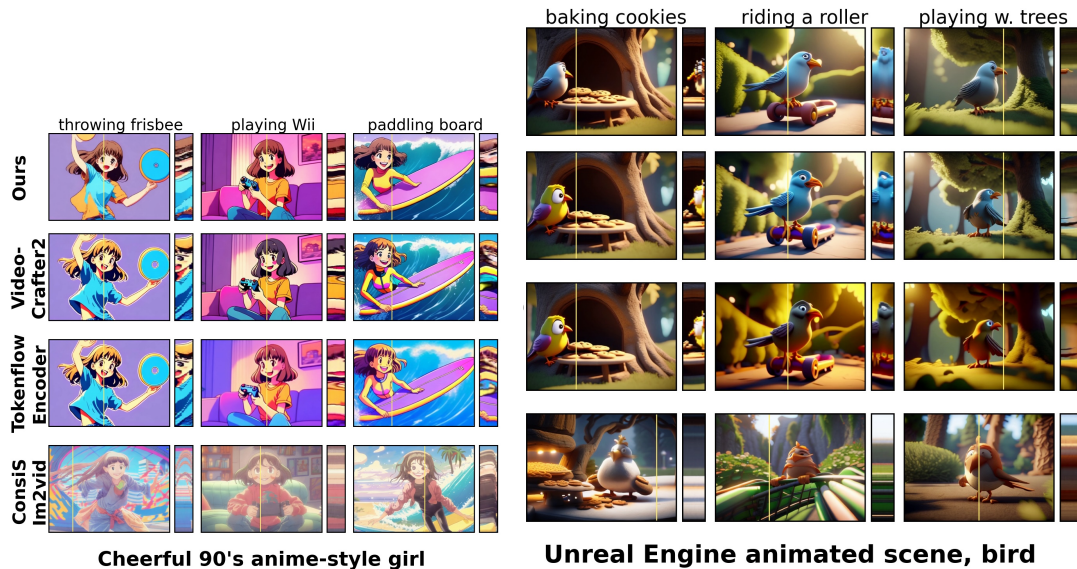 baking cookies
riding a roller
playing w. trees
throwing frisbee
playing Wii
paddling board
Ours
Video-
Crafter2
Tokenflow
Encoder
ConsiS
Im2vid
Cheerful 90's anime-style girl
Unreal Engine animated scene, bird